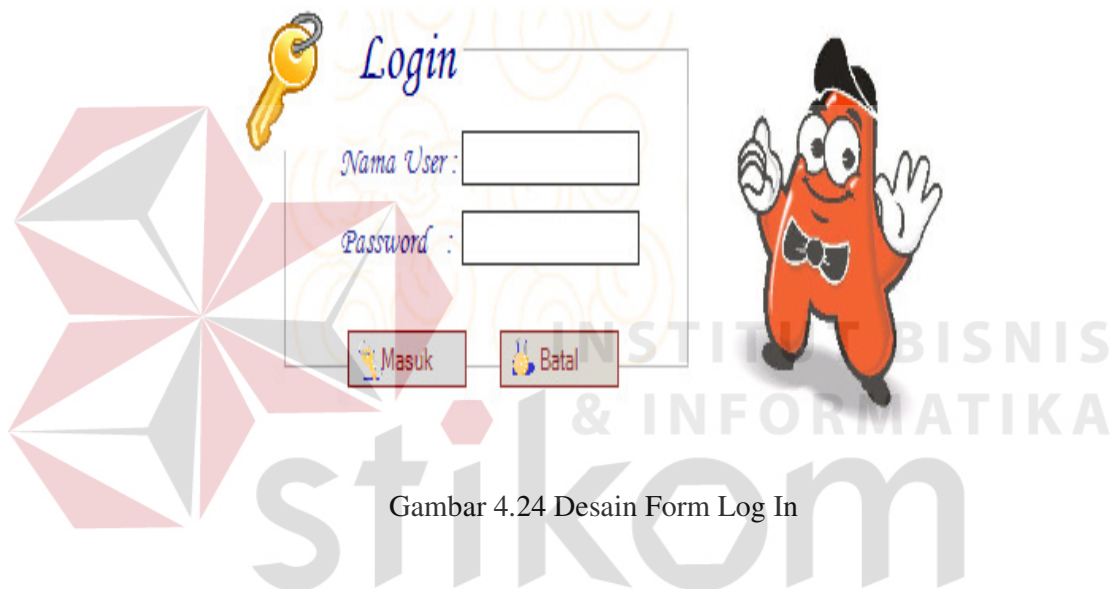 Login
Nama User :
Password :
Masuk
Batal
INSTITUT BISNIS
& INFORMATIKA
stikom
Gambar 4.24 Desain Form Log In